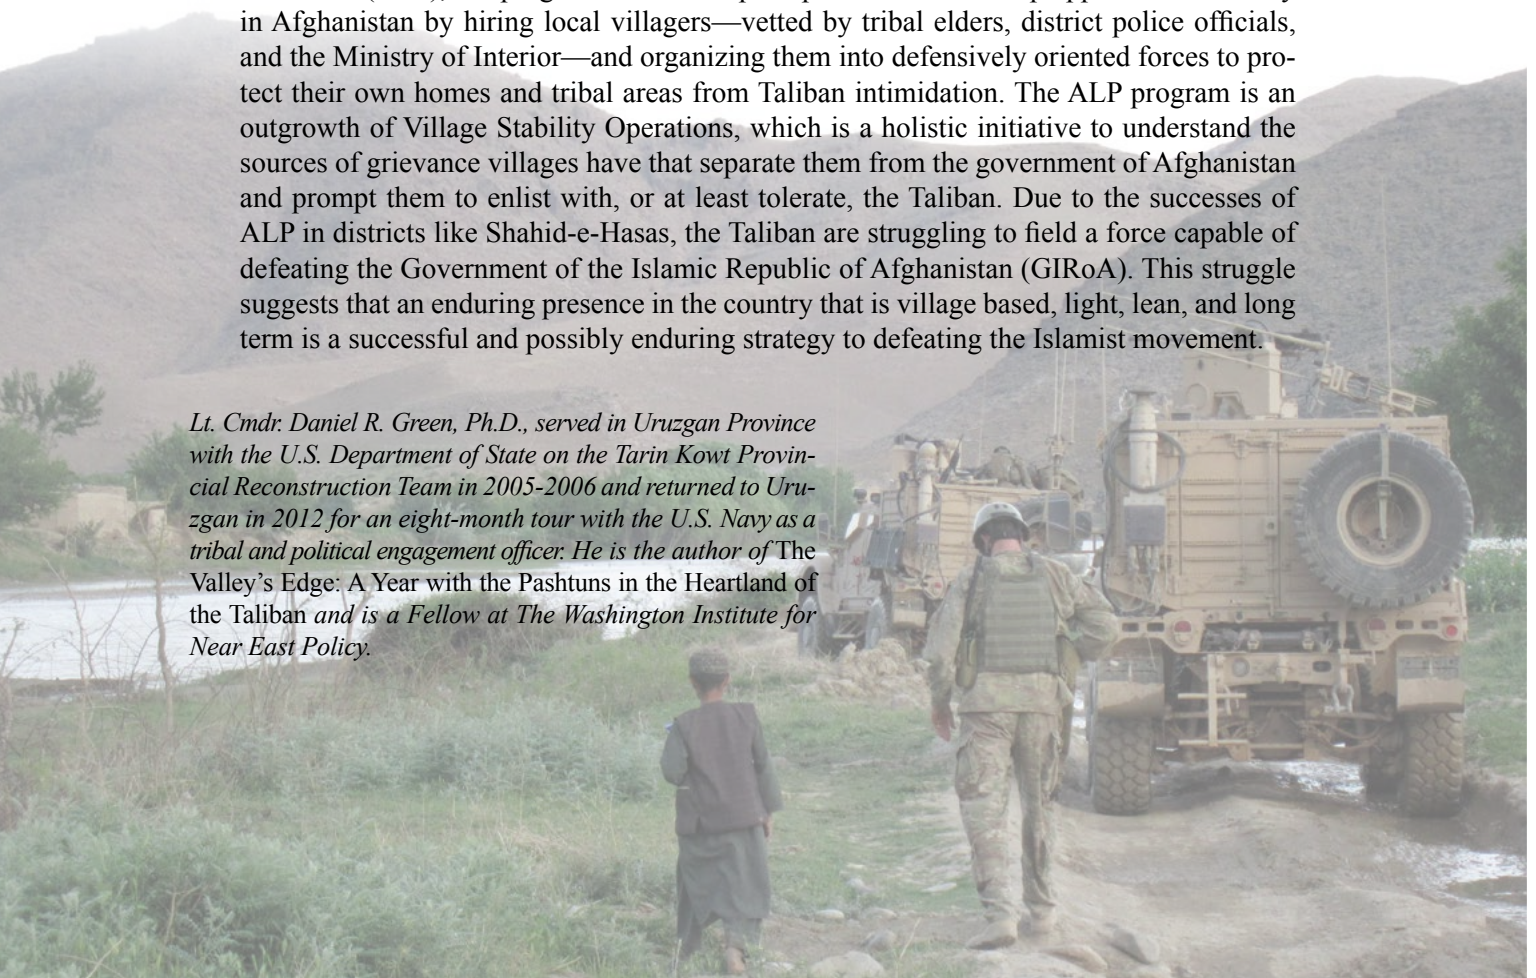 in Afghanistan by hiring local villagers—vetted by tribal elders, district police officials,
and the Ministry of Interior—and organizing them into defensively oriented forces to pro-
tect their own homes and tribal areas from Taliban intimidation. The ALP program is an
outgrowth of Village Stability Operations, which is a holistic initiative to understand the
sources of grievance villages have that separate them from the government of Afghanistan
and prompt them to enlist with, or at least tolerate, the Taliban. Due to the successes of
ALP in districts like Shahid-e-Hasas, the Taliban are struggling to field a force capable of
defeating the Government of the Islamic Republic of Afghanistan (GIRoA). This struggle
suggests that an enduring presence in the country that is village based, light, lean, and long
term is a successful and possibly enduring strategy to defeating the Islamist movement.
Lt. Cmdr. Daniel R. Green, Ph.D., served in Uruzgan Province
with the U.S. Department of State on the Tarin Kowt Provin-
cial Reconstruction Team in 2005-2006 and returned to Uru-
zgan in 2012 for an eight-month tour with the U.S. Navy as a
tribal and political engagement officer. He is the author of The
Valley's Edge: A Year with the Pashtuns in the Heartland of
the Taliban and is a Fellow at The Washington Institute for
Near East Policy.